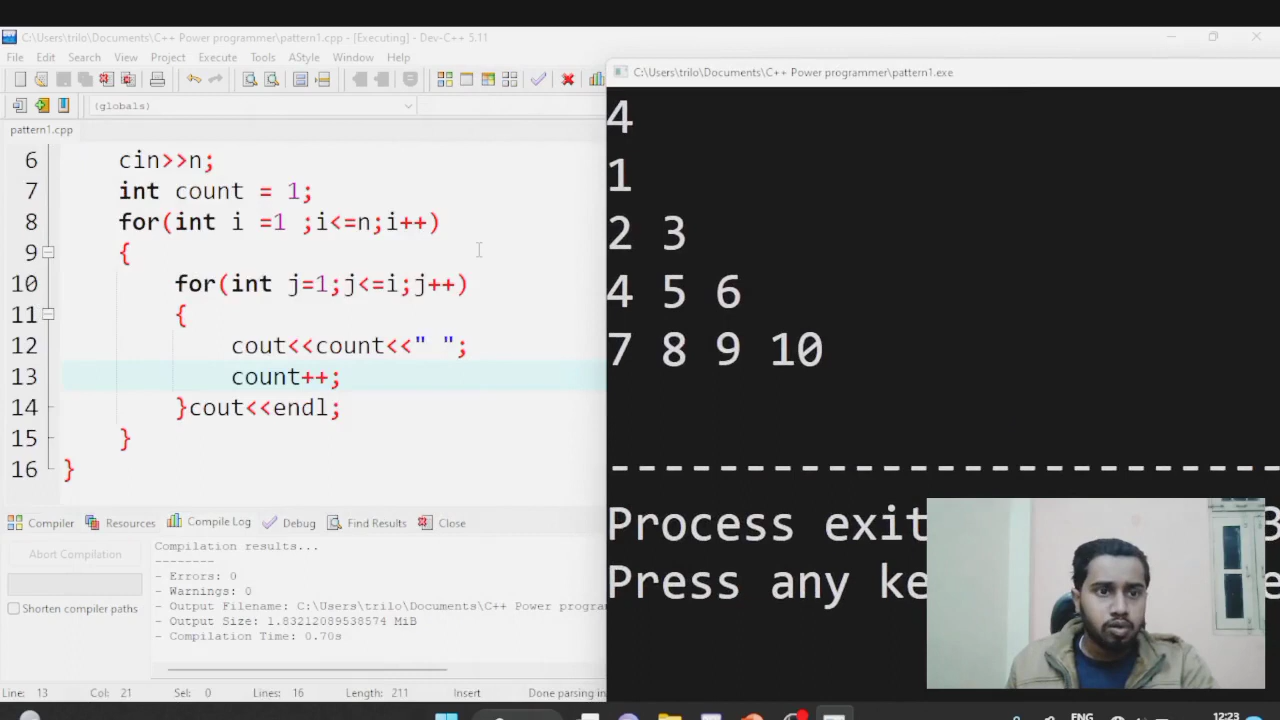 C:\Users\trilo\Documents\C++ Power programmer\pattern1.cpp - [Executing] - Dev-C++ 5.11
File Edit Search View Project Execute Tools AStyle Window Help
(globals)
pattern1.cpp
6 cin>>n;
7 int count = 1;
8 for(int i =1 ;i<=n;i++)
9 {
10 for(int j=1;j<=i;j++)
11 {
12 cout<<count<<" ";
13 count++;
14 }cout<<endl;
15 }
16 }
Compiler Resources Compile Log Debug Find Results Close
Abort Compilation
Shorten compiler paths
Compilation results...
--------
- Errors: 0
- Warnings: 0
- Output Filename: C:\Users\trilo\Documents\C++ Power progra
- Output Size: 1.83212089538574 MiB
- Compilation Time: 0.70s
Line: 13 Col: 21 Sel: 0 Lines: 16 Length: 211 Insert Done parsing in
C:\Users\trilo\Documents\C++ Power programmer\pattern1.exe
4
1
2 3
4 5 6
7 8 9 10
-------------------------
Process exit
Press any ke
ENG
12:23